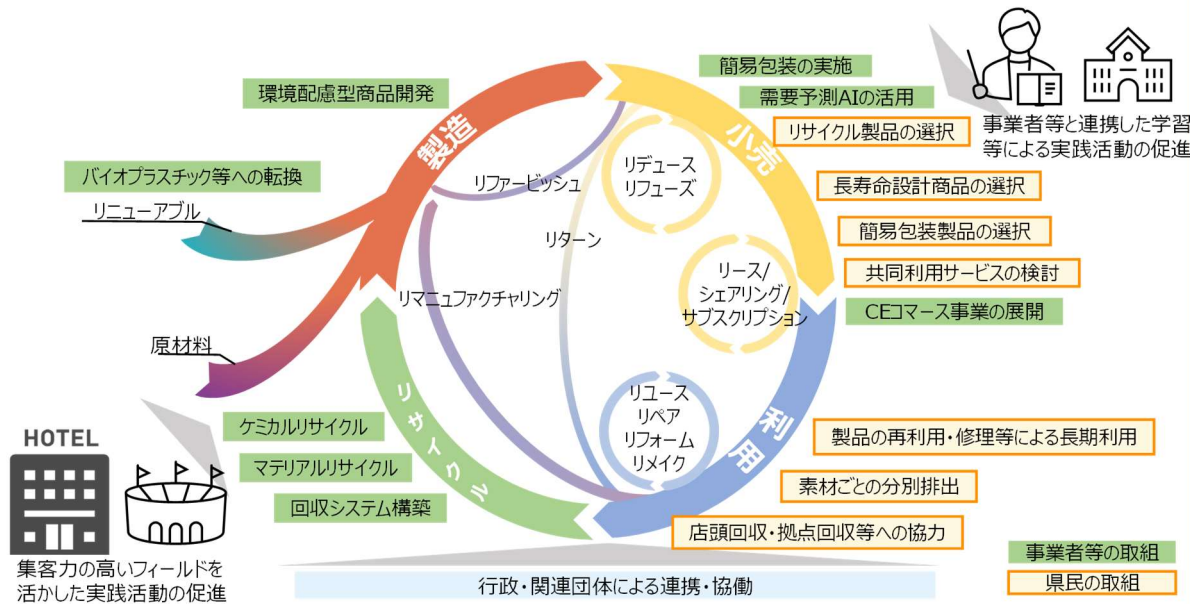 簡易包装の実施
環境配慮型商品開発
需要予測AIの活用
製造
小売
リサイクル製品の選択
事業者等と連携した学習
等による実践活動の促進
バイオプラスチック等への転換
リファービッシュ
リデュース
リフューズ
長寿命設計商品の選択
リニューアブル
リターン
簡易包装製品の選択
リース/
シェアリング/
サブスクリプション
共同利用サービスの検討
リマニュファクチャリング
CEコマース事業の展開
原材料
リサイクル
リユース
リペア
リフォーム
リメイク
利用
ケミカルリサイクル
製品の再利用・修理等による長期利用
HOTEL
マテリアルリサイクル
素材ごとの分別排出
回収システム構築
店頭回収・拠点回収等への協力
集客力の高いフィールドを
活かした実践活動の促進
行政・関連団体による連携・協働
事業者等の取組
県民の取組